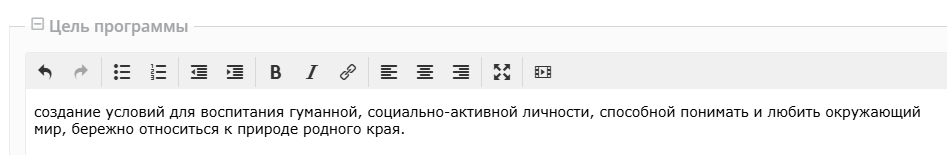 Цель программы
создание условий для воспитания гуманной, социально-активной личности, способной понимать и любить окружающий
мир, бережно относиться к природе родного края.